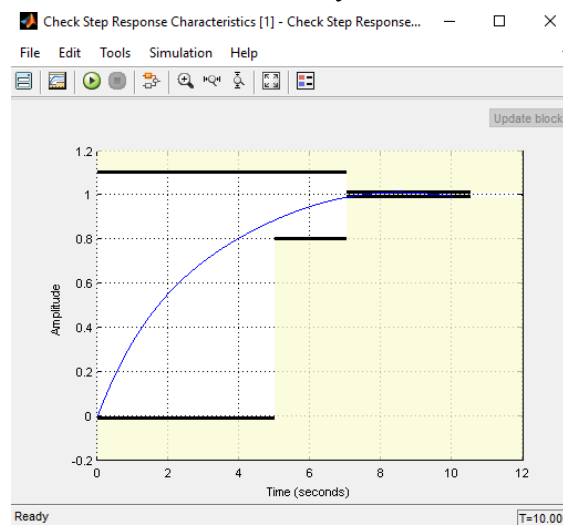 Check Step Response Characteristics [1] - Check Step Response...
File Edit Tools Simulation Help
Update block
1.2
1
0.8
0.6
0.4
0.2
0
-0.2
Amplitude
0 2 4 6 8 10 12
Time (seconds)
Ready T=10.00